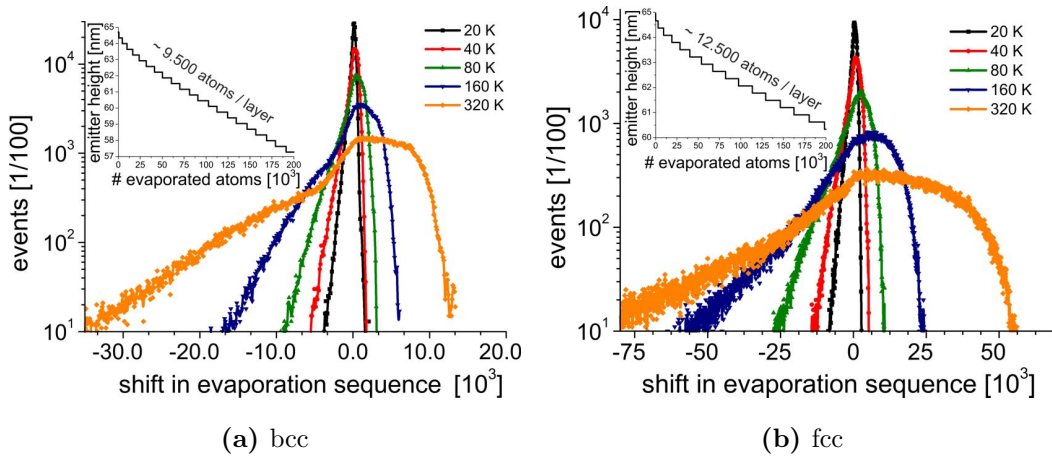 65
64
63
62
61
60
59
58
57
emitter height [nm]
~ 9.500 atoms / layer
0 25 50 75 100 125 150 175 200
# evaporated atoms [10³]
20 K
40 K
80 K
160 K
320 K
10⁴
10³
10²
10¹
events [1/100]
-30.0 -20.0 -10.0 0.0 10.0 20.0
shift in evaporation sequence [10³]
(a) bcc
65
64
63
62
61
60
emitter height [nm]
~ 12.500 atoms / layer
0 25 50 75 100 125 150 175 200
# evaporated atoms [10³]
20 K
40 K
80 K
160 K
320 K
10⁴
10³
10²
10¹
events [1/100]
-75 -50 -25 0 25 50
shift in evaporation sequence [10³]
(b) fcc